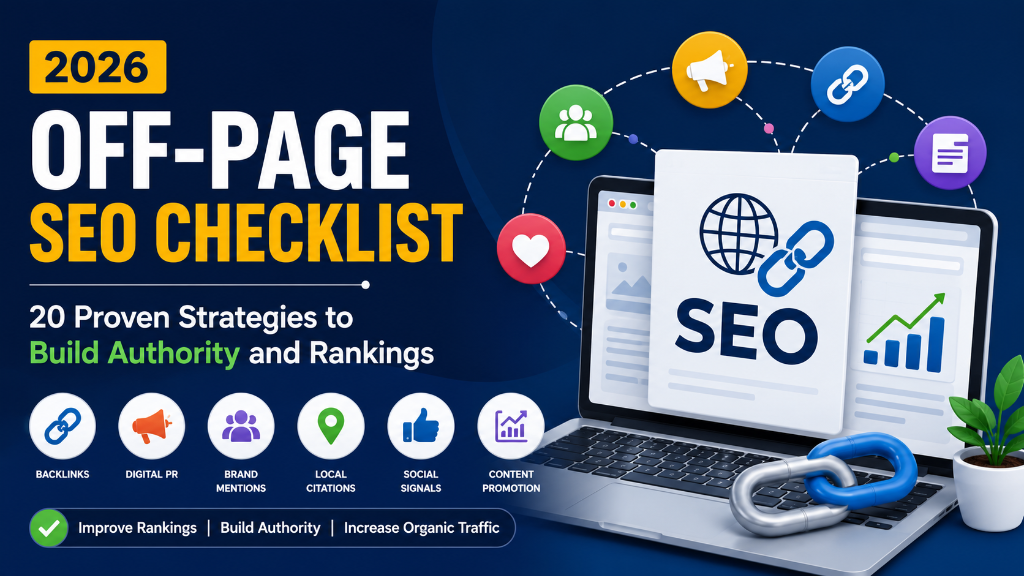 2026
OFF-PAGE
SEO CHECKLIST
20 Proven Strategies to
Build Authority and Rankings
BACKLINKS
DIGITAL PR
BRAND
MENTIONS
LOCAL
CITATIONS
SOCIAL
SIGNALS
CONTENT
PROMOTION
Improve Rankings | Build Authority | Increase Organic Traffic
SEO